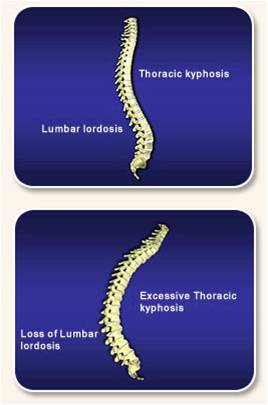 Thoracic kyphosis
Lumbar lordosis
Excessive Thoracic
kyphosis
Loss of Lumbar
lordosis